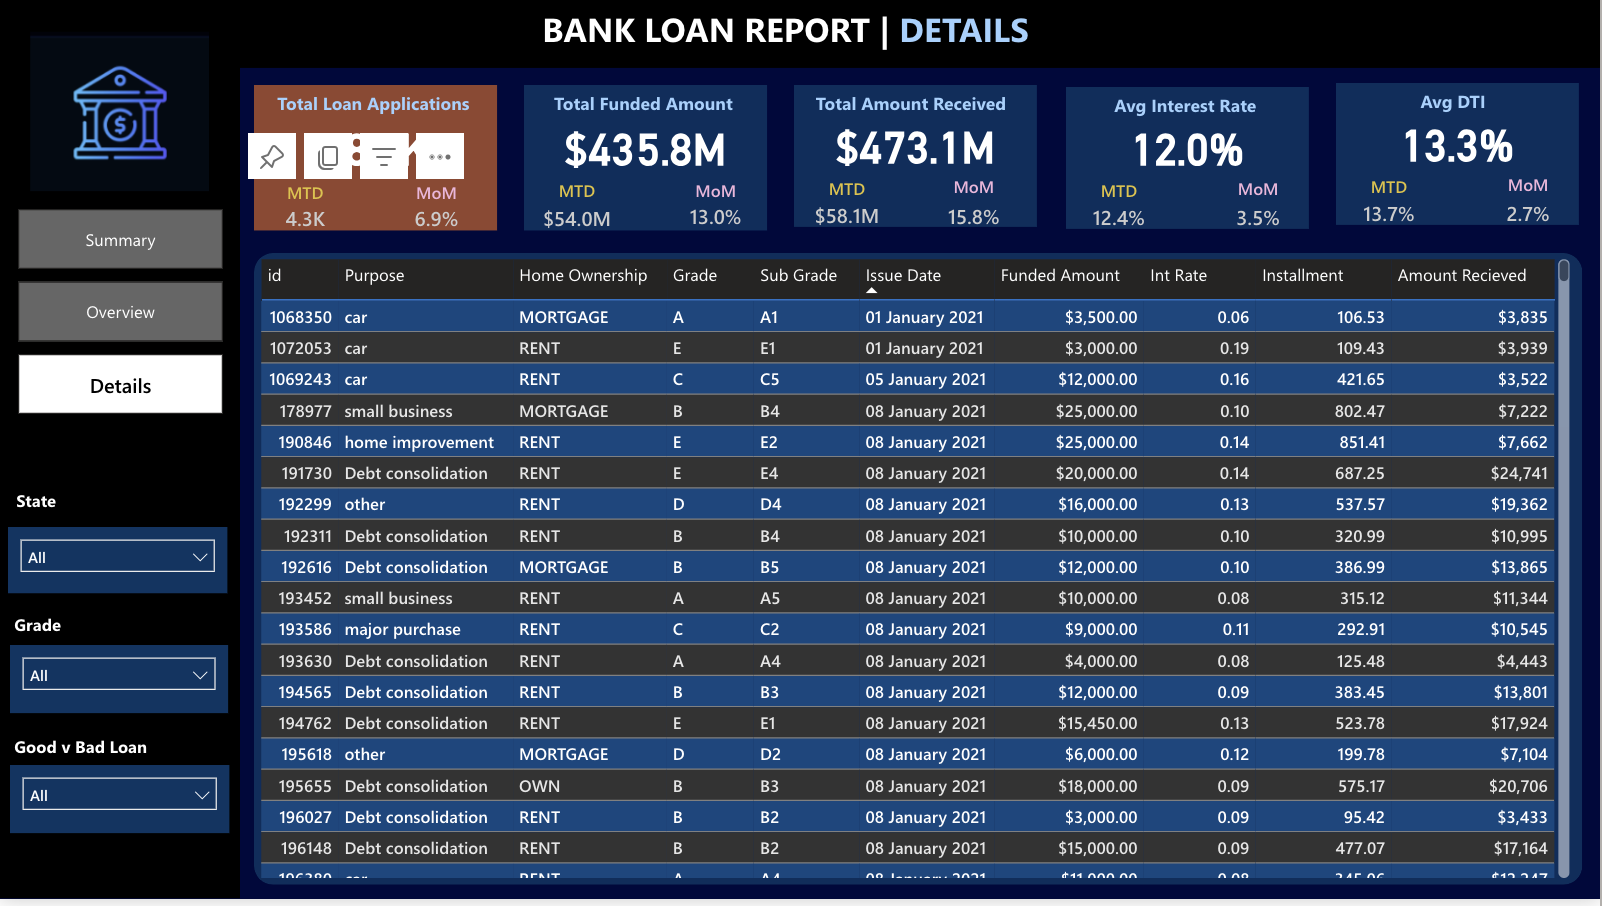 BANK LOAN REPORT | DETAILS
Total Loan Applications
MTD MoM
4.3K 6.9%
Total Funded Amount
$435.8M
MTD MoM
$54.0M 13.0%
Total Amount Received
$473.1M
MTD MoM
$58.1M 15.8%
Avg Interest Rate
12.0%
MTD MoM
12.4% 3.5%
Avg DTI
13.3%
MTD MoM
13.7% 2.7%
Summary
Overview
Details
State
All
Grade
All
Good v Bad Loan
All
id Purpose Home Ownership Grade Sub Grade Issue Date Funded Amount Int Rate Installment Amount Recieved
1068350 car MORTGAGE A A1 01 January 2021 $3,500.00 0.06 106.53 $3,835
1072053 car RENT E E1 01 January 2021 $3,000.00 0.19 109.43 $3,939
1069243 car RENT C C5 05 January 2021 $12,000.00 0.16 421.65 $3,522
178977 small business MORTGAGE B B4 08 January 2021 $25,000.00 0.10 802.47 $7,222
190846 home improvement RENT E E2 08 January 2021 $25,000.00 0.14 851.41 $7,662
191730 Debt consolidation RENT E E4 08 January 2021 $20,000.00 0.14 687.25 $24,741
192299 other RENT D D4 08 January 2021 $16,000.00 0.13 537.57 $19,362
192311 Debt consolidation RENT B B4 08 January 2021 $10,000.00 0.10 320.99 $10,995
192616 Debt consolidation MORTGAGE B B5 08 January 2021 $12,000.00 0.10 386.99 $13,865
193452 small business RENT A A5 08 January 2021 $10,000.00 0.08 315.12 $11,344
193586 major purchase RENT C C2 08 January 2021 $9,000.00 0.11 292.91 $10,545
193630 Debt consolidation RENT A A4 08 January 2021 $4,000.00 0.08 125.48 $4,443
194565 Debt consolidation RENT B B3 08 January 2021 $12,000.00 0.09 383.45 $13,801
194762 Debt consolidation RENT E E1 08 January 2021 $15,450.00 0.13 523.78 $17,924
195618 other MORTGAGE D D2 08 January 2021 $6,000.00 0.12 199.78 $7,104
195655 Debt consolidation OWN B B3 08 January 2021 $18,000.00 0.09 575.17 $20,706
196027 Debt consolidation RENT B B2 08 January 2021 $3,000.00 0.09 95.42 $3,433
196148 Debt consolidation RENT B B2 08 January 2021 $15,000.00 0.09 477.07 $17,164